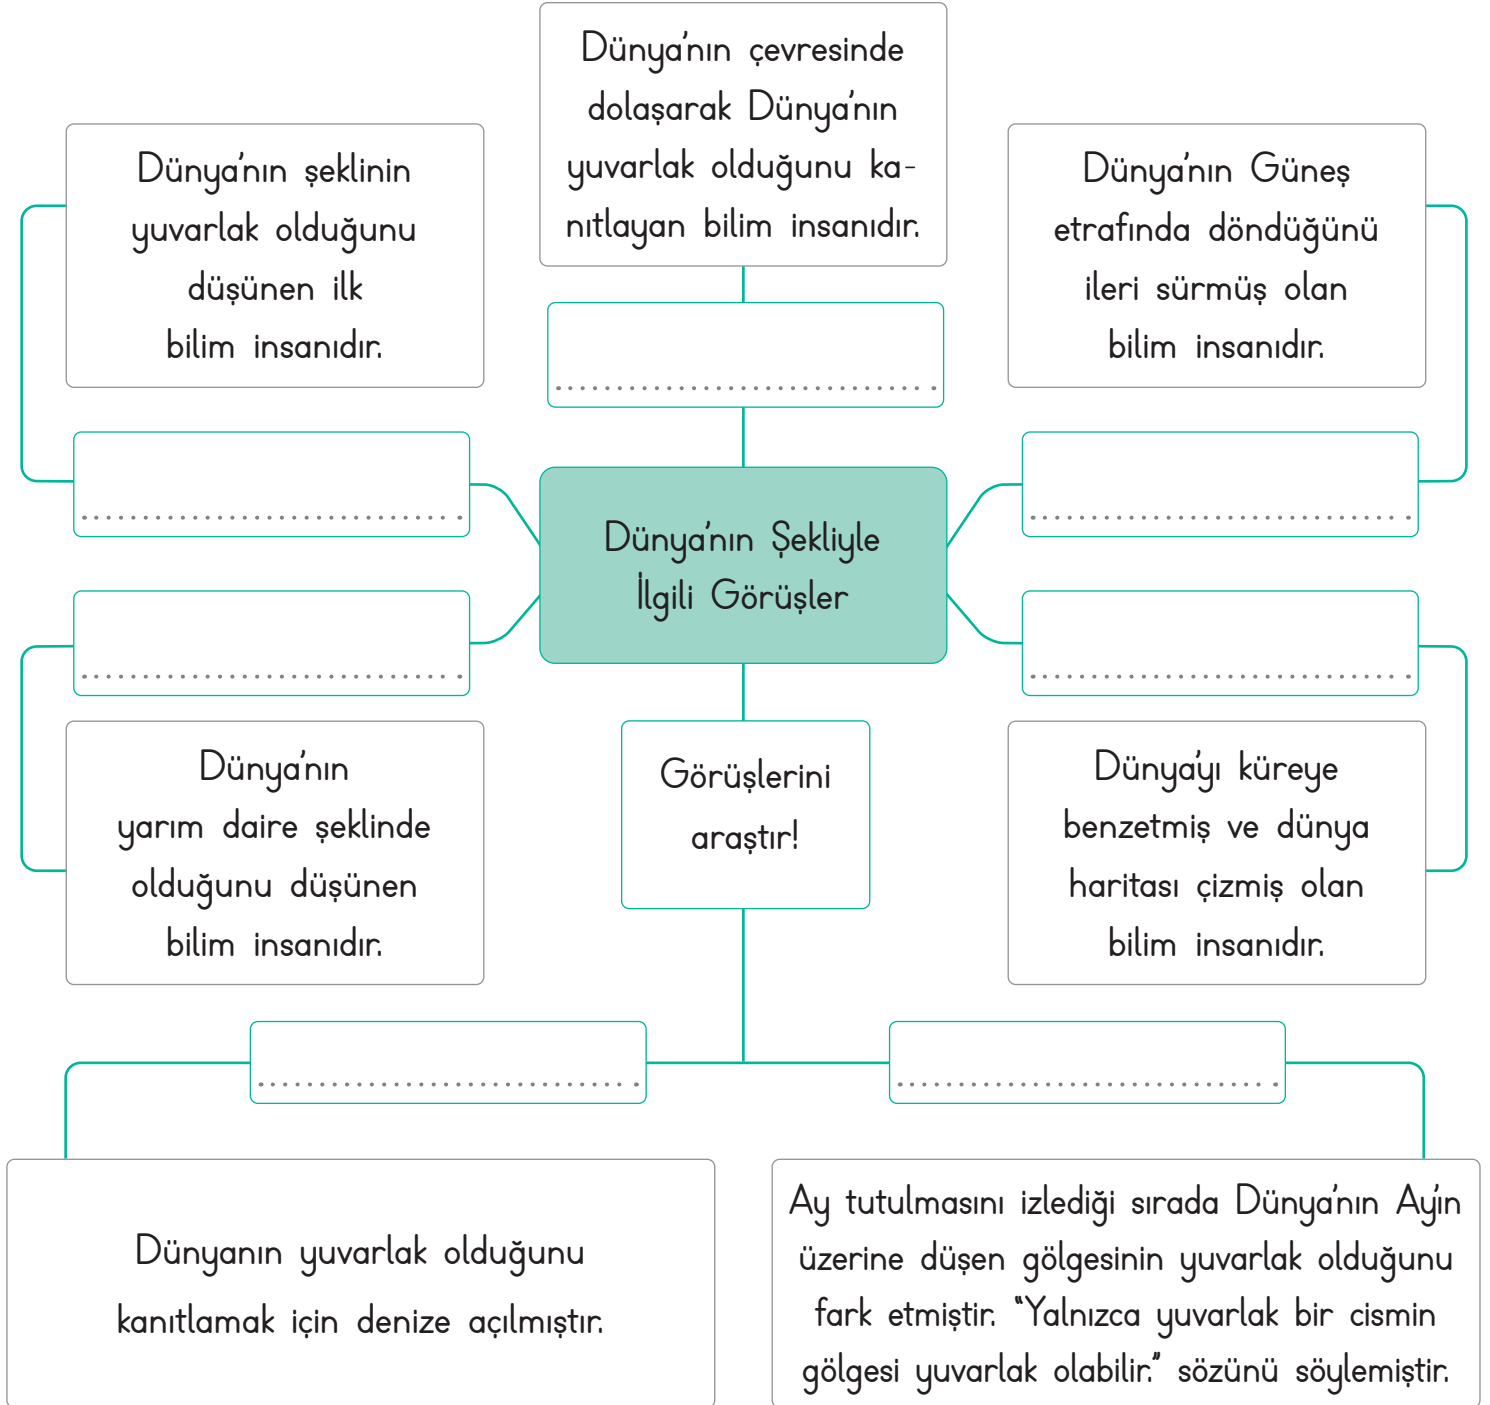 Dünya'nın çevresinde
dolaşarak Dünya'nın
yuvarlak olduğunu ka-
nıtlayan bilim insanıdır.
Dünya'nın şeklinin
yuvarlak olduğunu
düşünen ilk
bilim insanıdır.
Dünya'nın Güneş
etrafında döndüğünü
ileri sürmüş olan
bilim insanıdır.
Dünya'nın Şekliyle
İlgili Görüşler
Dünya'nın
yarım daire şeklinde
olduğunu düşünen
bilim insanıdır.
Görüşlerini
araştır!
Dünya'yı küreye
benzetmiş ve dünya
haritası çizmiş olan
bilim insanıdır.
Dünyanın yuvarlak olduğunu
kanıtlamak için denize açılmıştır.
Ay tutulmasını izlediği sırada Dünya'nın Ay'ın
üzerine düşen gölgesinin yuvarlak olduğunu
fark etmiştir. "Yalnızca yuvarlak bir cismin
gölgesi yuvarlak olabilir." sözünü söylemiştir.